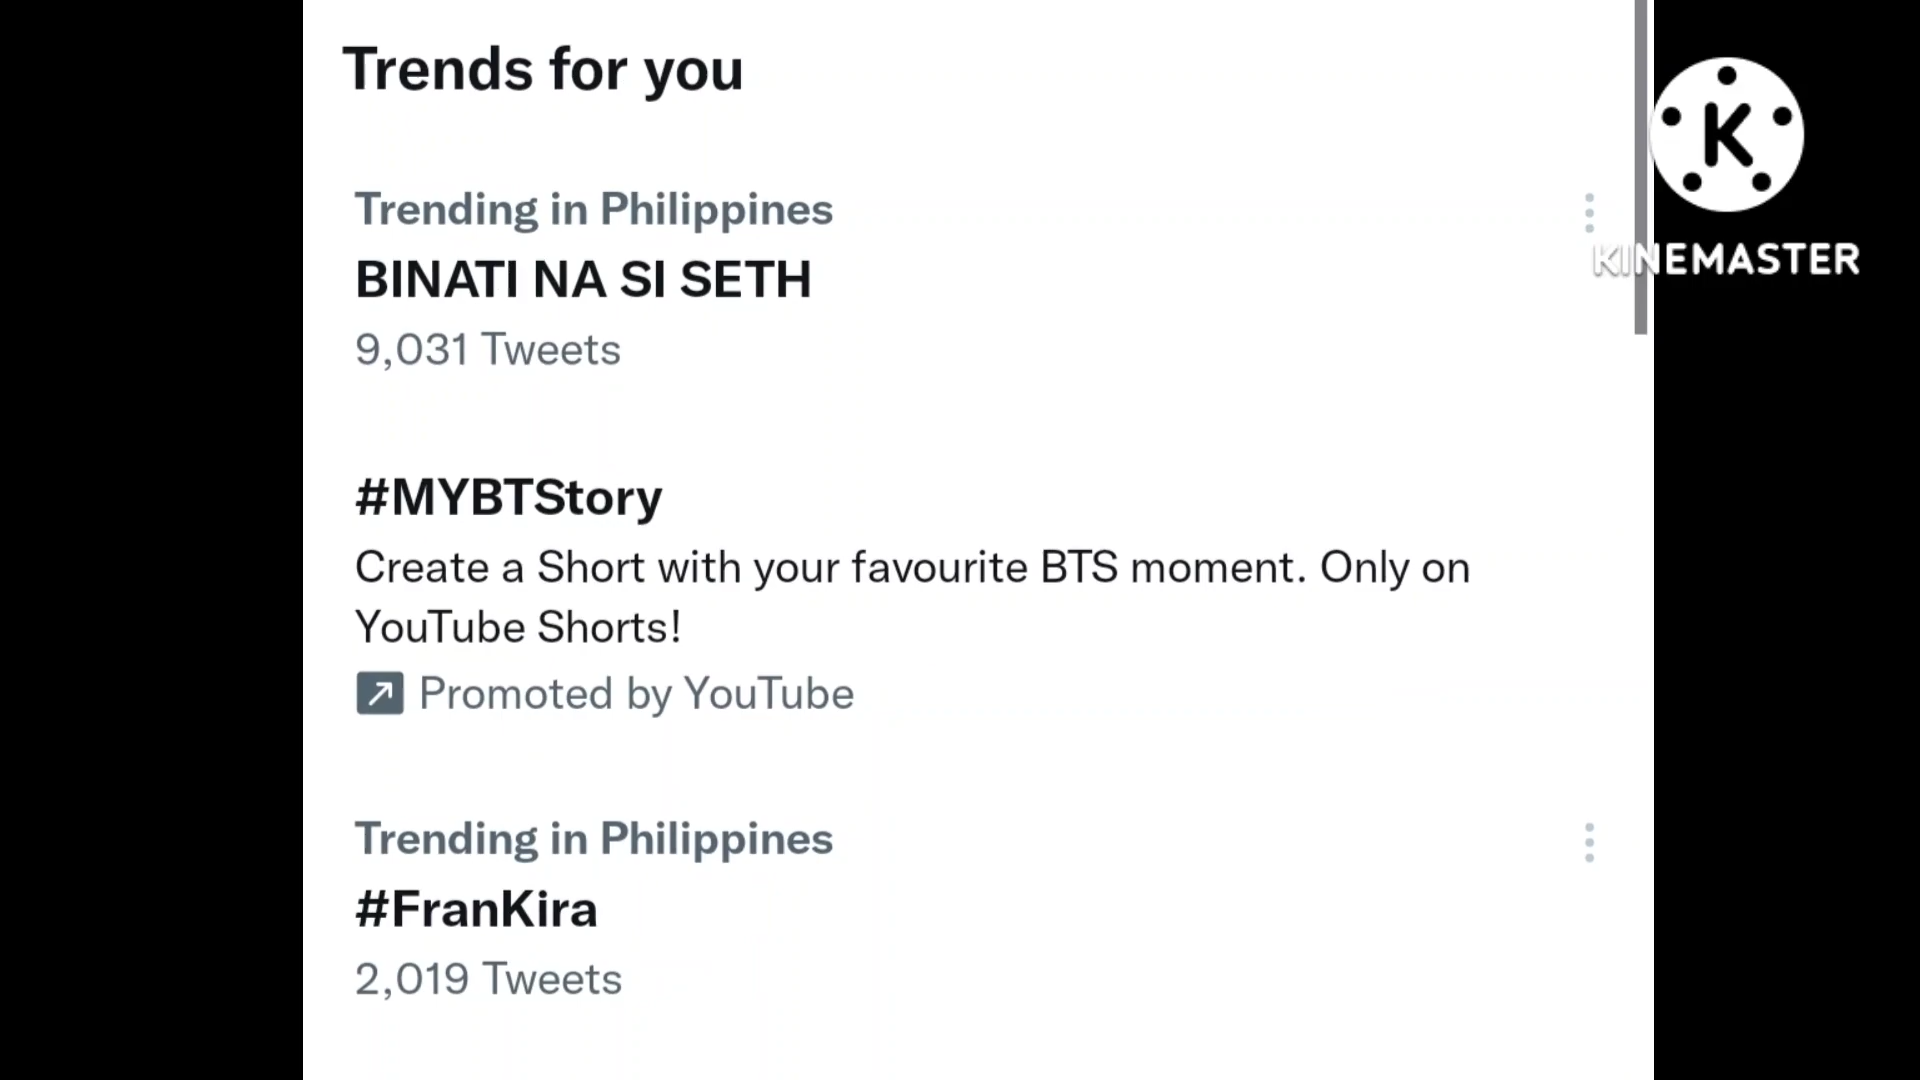 Trends for you
Trending in Philippines
BINATI NA SI SETH
9,031 Tweets
#MYBTStory
Create a Short with your favourite BTS moment. Only on
YouTube Shorts!
Promoted by YouTube
Trending in Philippines
#FranKira
2,019 Tweets
K
KINEMASTER